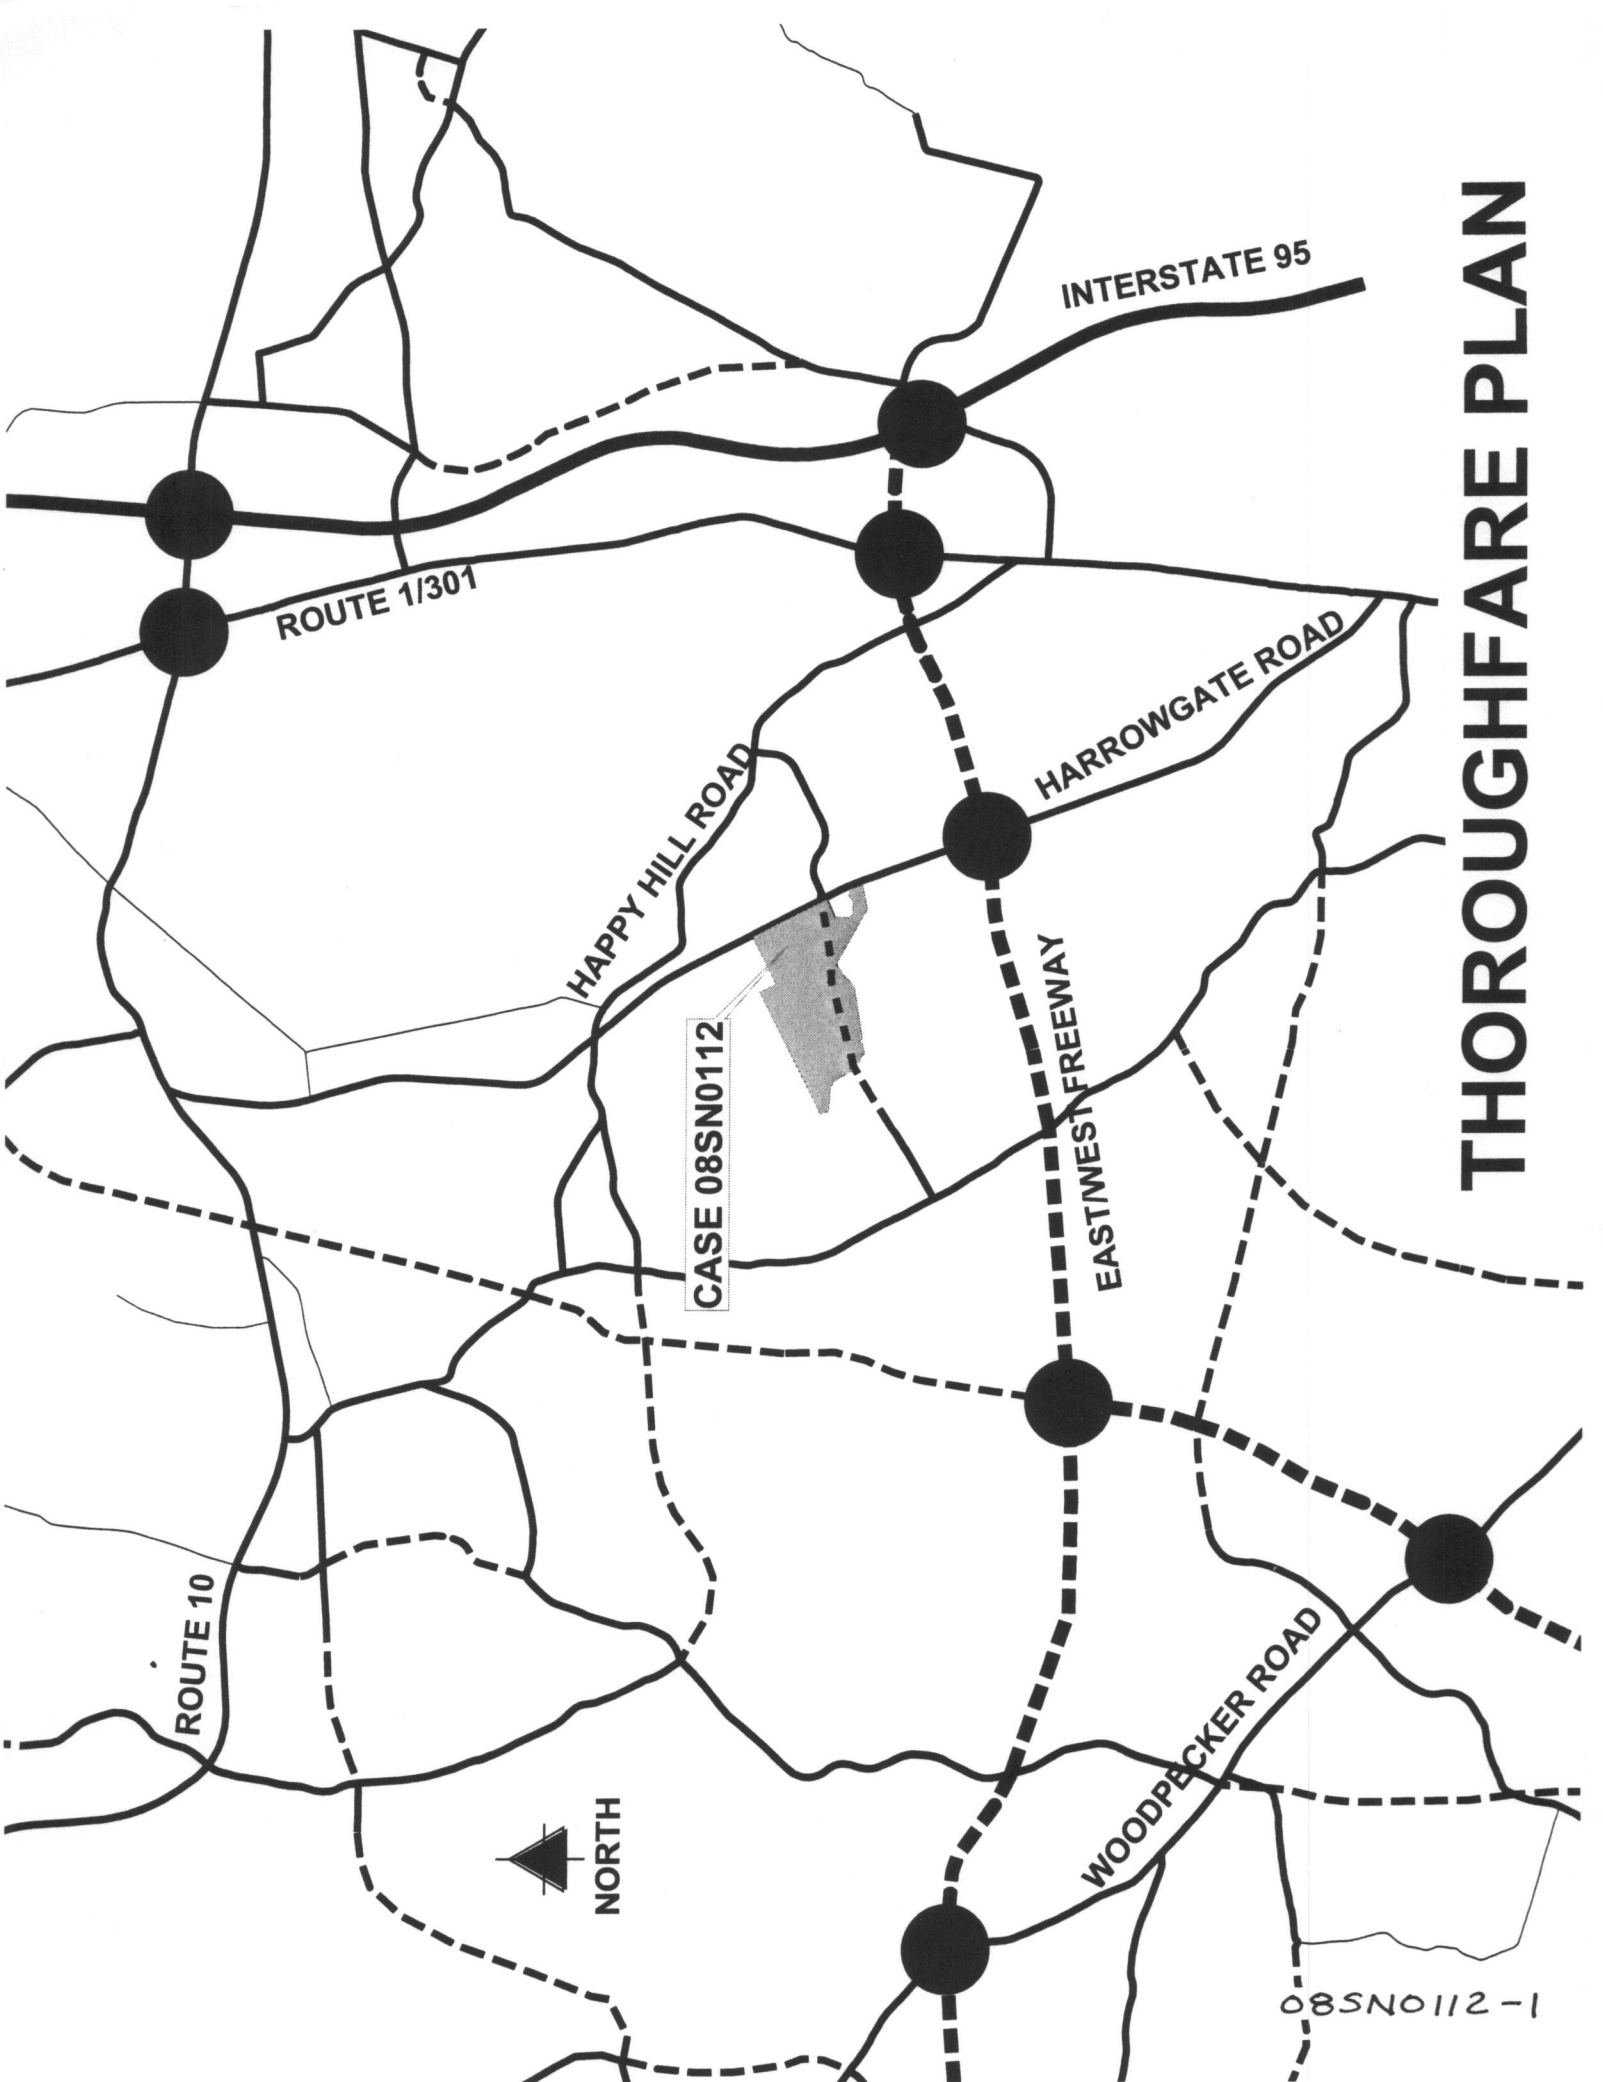 THOROUGHFARE PLAN
INTERSTATE 95
ROUTE 1/301
HARROWGATE ROAD
HAPPY HILL ROAD
EAST/WEST FREEWAY
CASE 08SN0112
ROUTE 10
WOODPECKER ROAD
NORTH
08SN0112-1